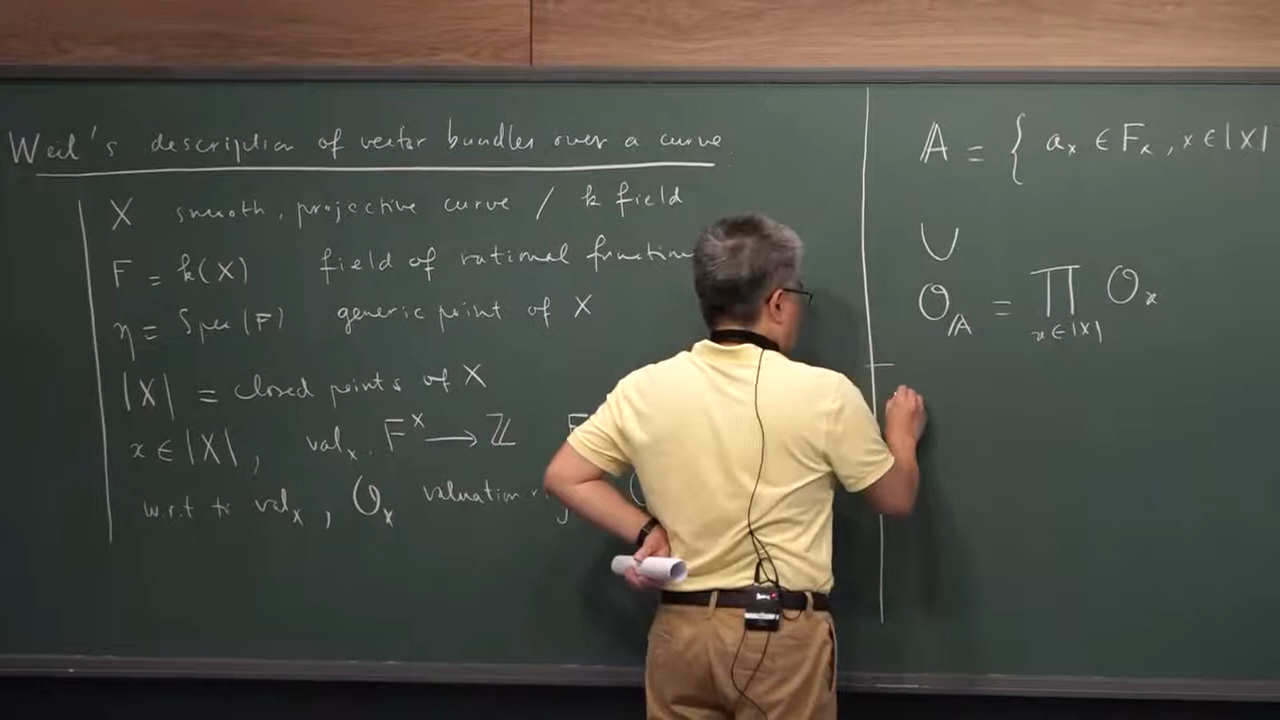 Weil's description of vector bundles over a curve.
X smooth, projective curve / k field
F = k(X) field of rational function
η = Spec(F) generic point of X
|X| = closed points of X
x ∈ |X|, val_x. F^× ⟶ ℤ
w.r.t to val_x, O_x valuation
𝔸 = { a_x ∈ F_x, x ∈ |X|
∪
O_𝔸 = ∏_{x∈|X|} O_x